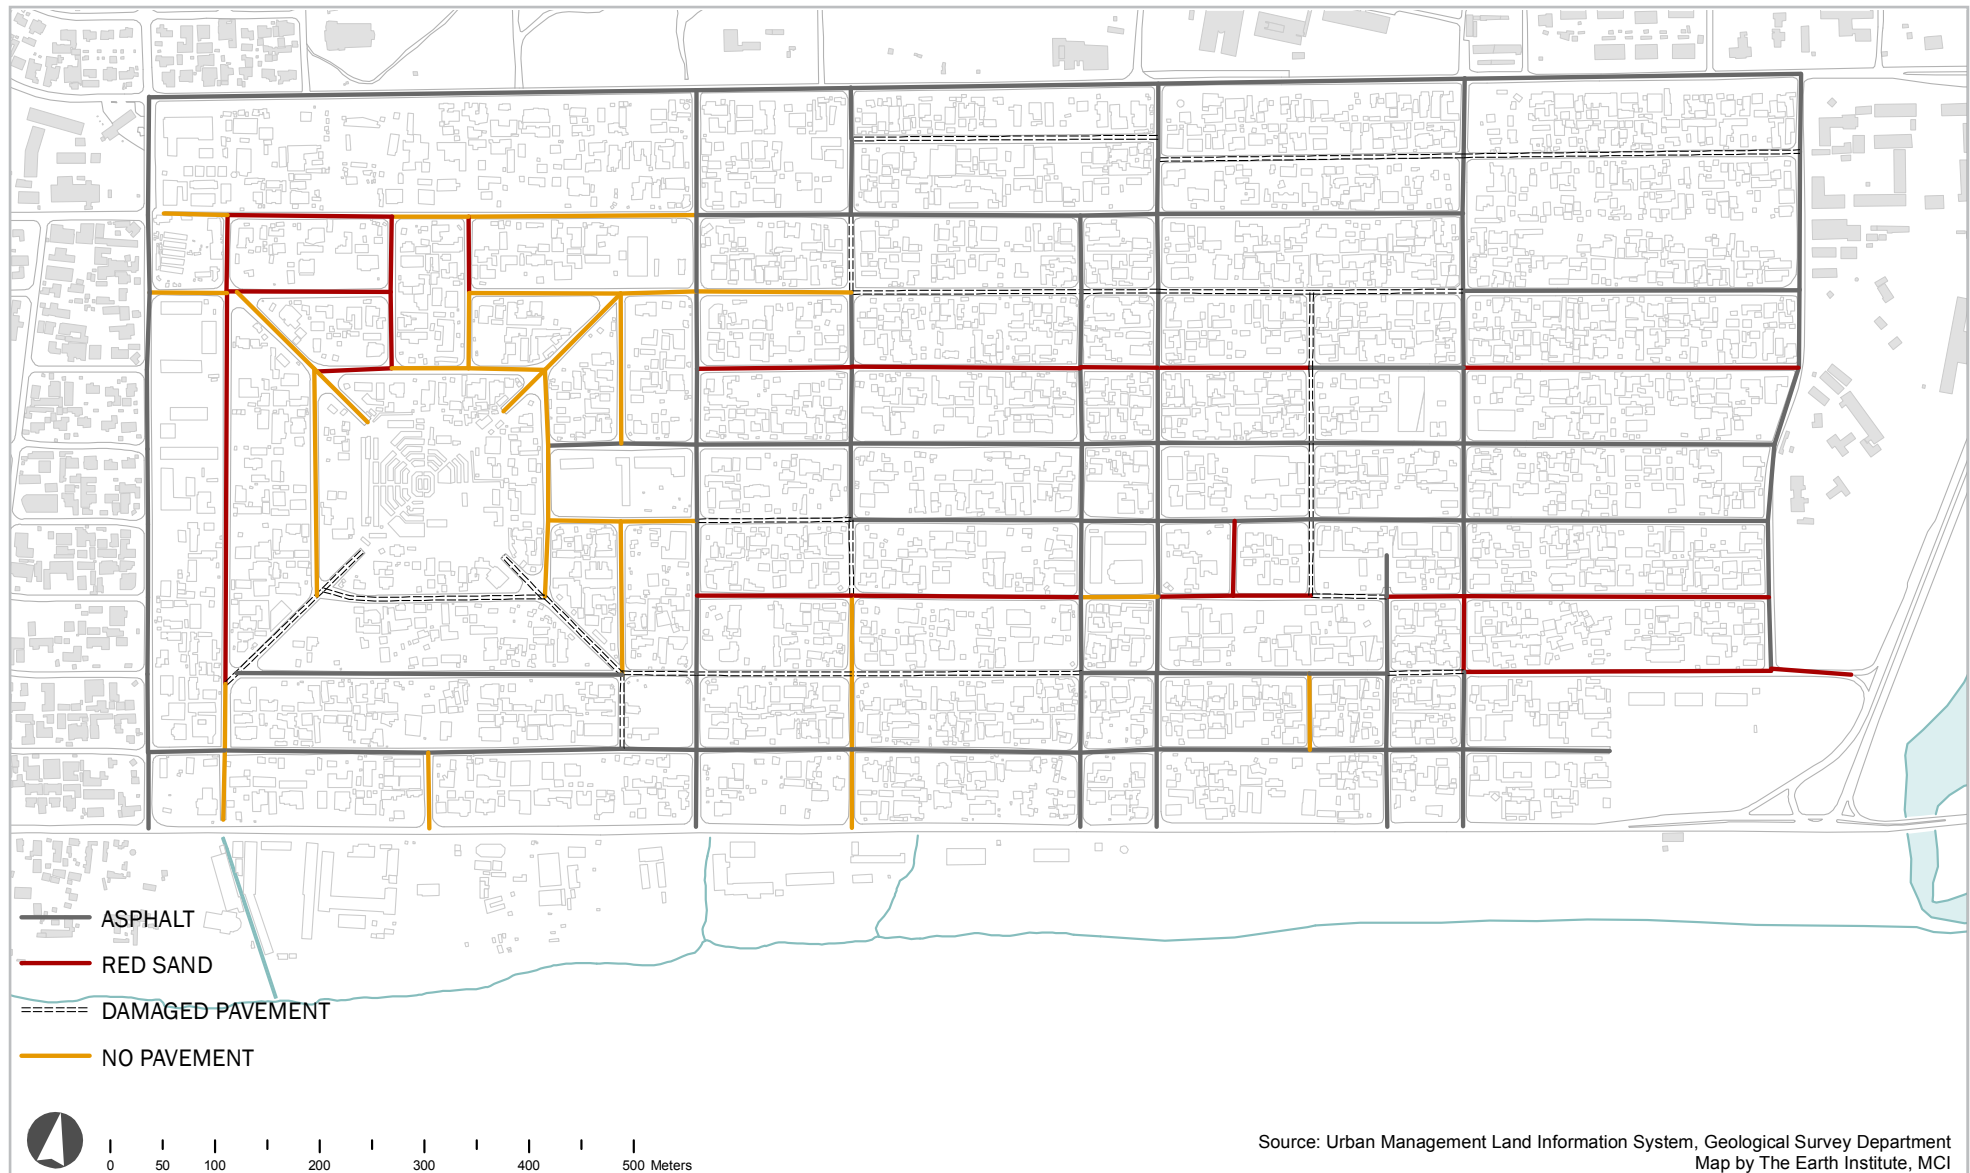 ASPHALT
RED SAND
DAMAGED PAVEMENT
NO PAVEMENT
0 50 100 200 300 400 500 Meters
Source: Urban Management Land Information System, Geological Survey Department
Map by The Earth Institute, MCI